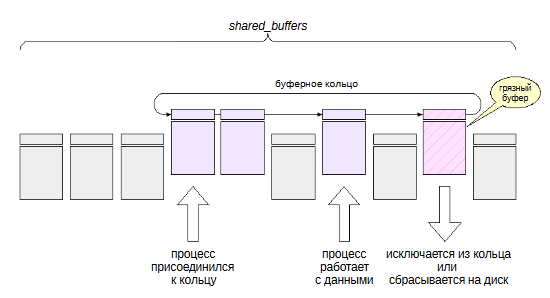 shared_buffers
буферное кольцо
грязный
буфер
процесс
присоединился
к кольцу
процесс
работает
с данными
исключается из кольца
или
сбрасывается на диск